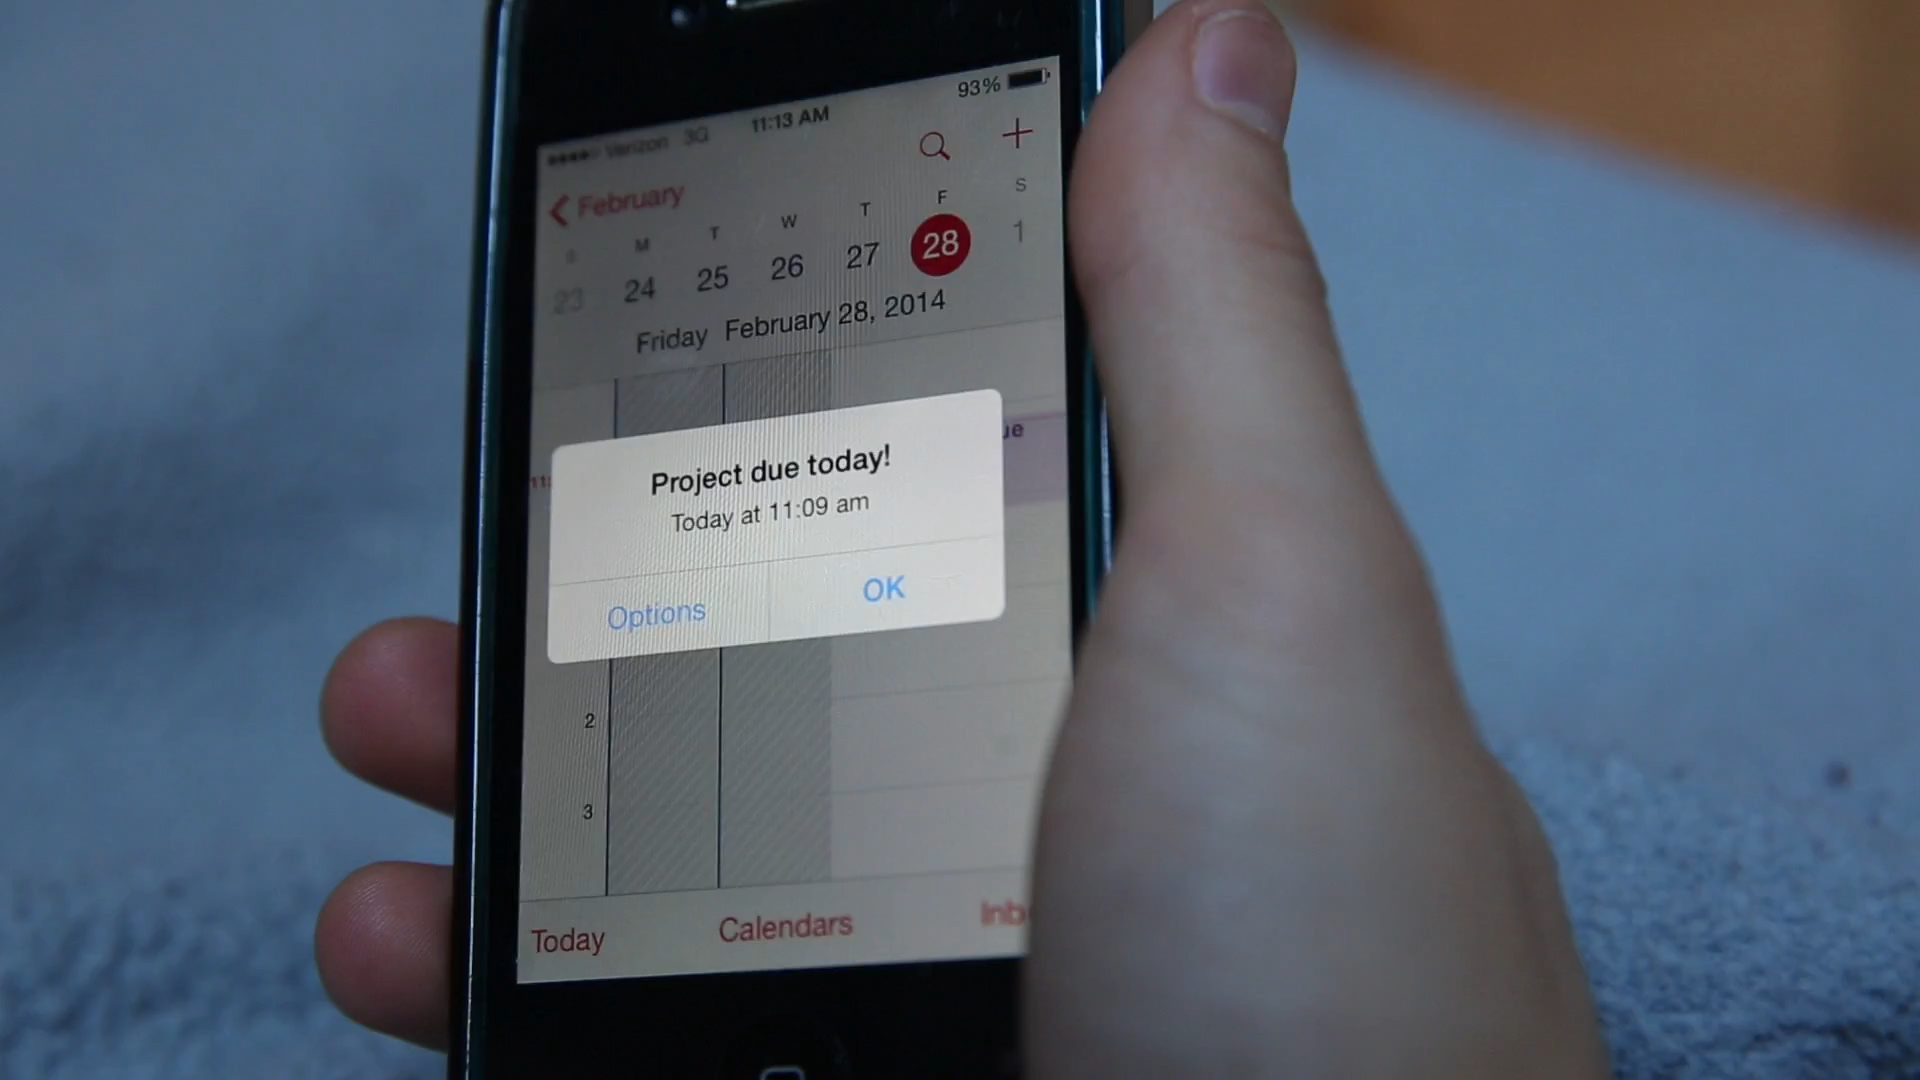 Verizon 3G 11:13 AM 93%
February
S M T W T F S
23 24 25 26 27 28 1
Friday February 28, 2014
Project due today!
Today at 11:09 am
Options OK
2
3
Today Calendars Inb